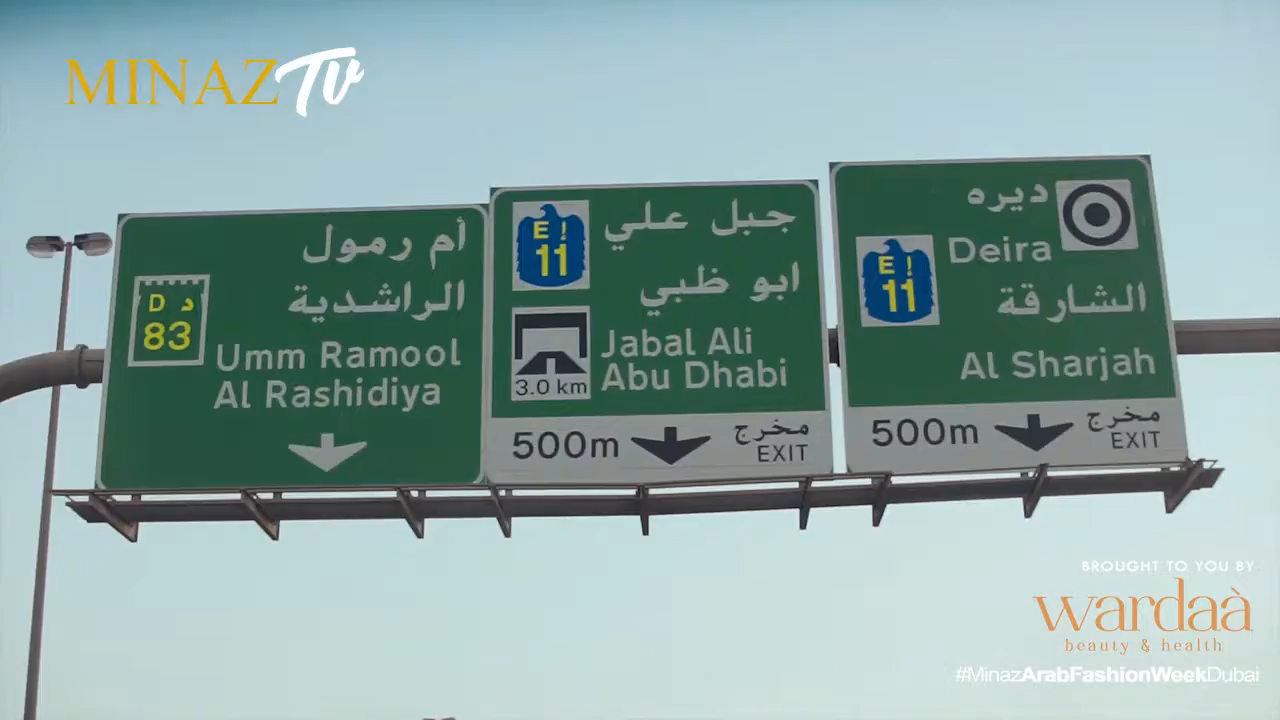 MINAZ TV
أم رمول
الراشدية
D د
83
Umm Ramool
Al Rashidiya
جبل علي
ابو ظبي
E إ
11
Jabal Ali
Abu Dhabi
3.0 km
500m
مخرج
EXIT
ديره
Deira
E إ
11
الشارقة
Al Sharjah
500m
مخرج
EXIT
BROUGHT TO YOU BY
wardaà
beauty & health
#MinazArabFashionWeekDubai